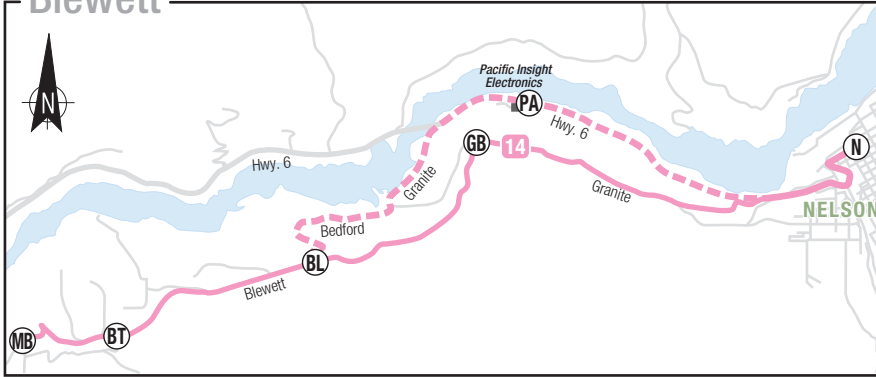 Blewett
N
Pacific Insight
Electronics
PA
Hwy. 6
GB
14
N
Hwy. 6
Granite
Granite
NELSON
Bedford
BL
Blewett
BT
MB